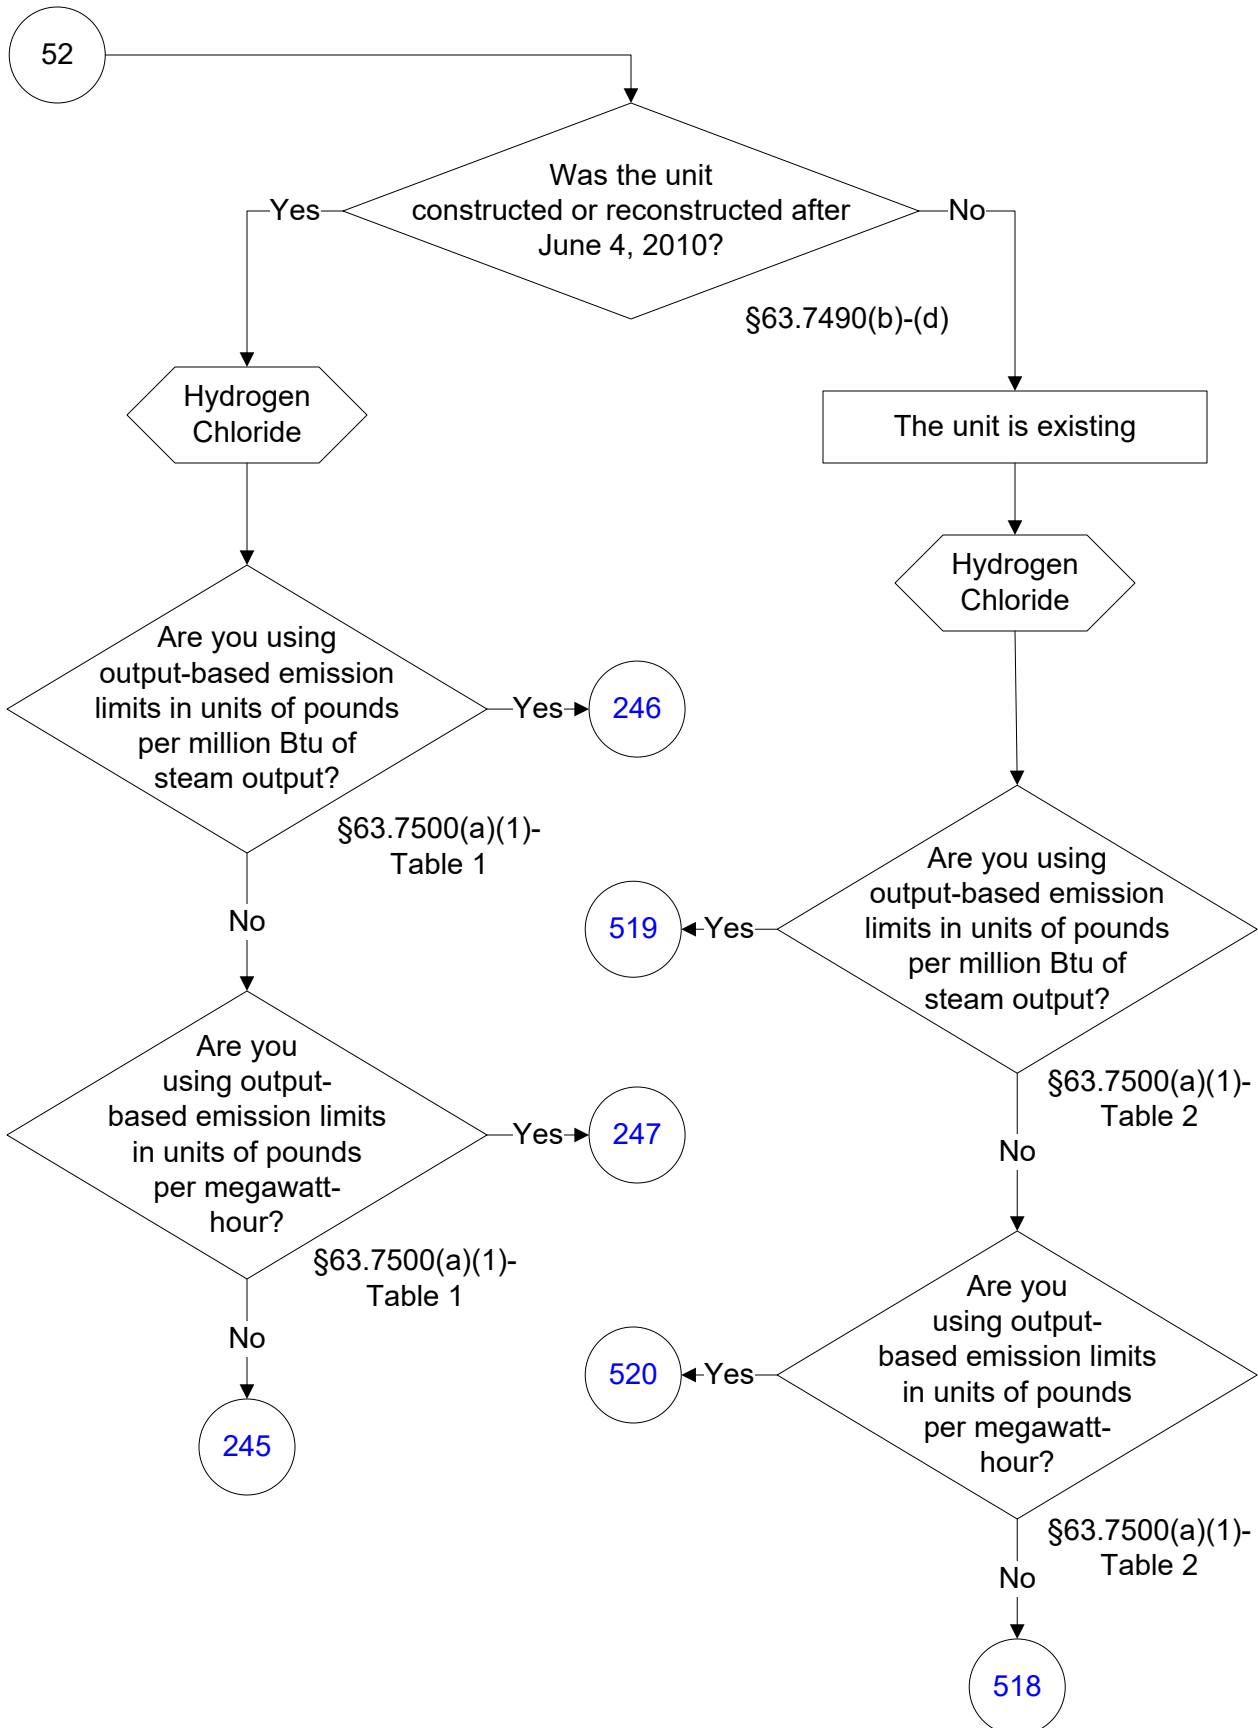 52
Was the unit
constructed or reconstructed after
June 4, 2010?
Yes
No
§63.7490(b)-(d)
Hydrogen
Chloride
Are you using
output-based emission
limits in units of pounds
per million Btu of
steam output?
Yes
246
§63.7500(a)(1)-
Table 1
No
Are you
using output-
based emission limits
in units of pounds
per megawatt-
hour?
Yes
247
§63.7500(a)(1)-
Table 1
No
245
The unit is existing
Hydrogen
Chloride
Are you using
output-based emission
limits in units of pounds
per million Btu of
steam output?
Yes
519
§63.7500(a)(1)-
Table 2
No
Are you
using output-
based emission limits
in units of pounds
per megawatt-
hour?
Yes
520
§63.7500(a)(1)-
Table 2
No
518